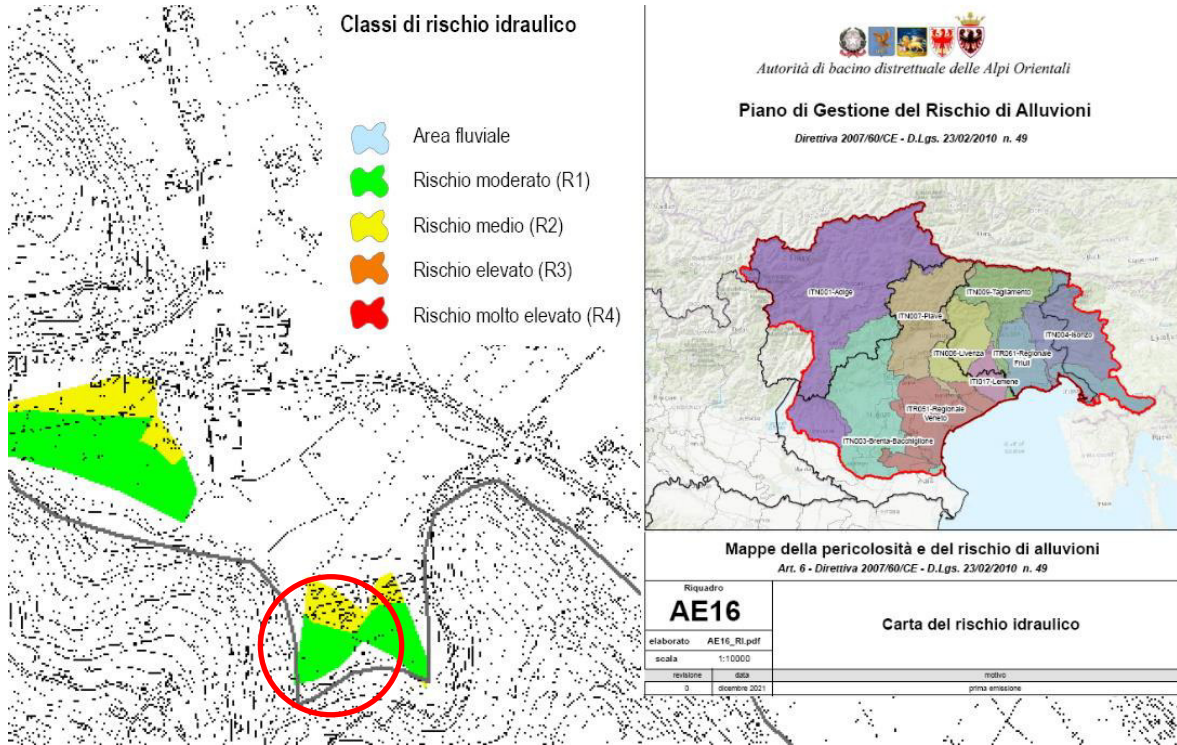 Classi di rischio idraulico
Area fluviale
Rischio moderato (R1)
Rischio medio (R2)
Rischio elevato (R3)
Rischio molto elevato (R4)
Autorità di bacino distrettuale delle Alpi Orientali
Piano di Gestione del Rischio di Alluvioni
Direttiva 2007/60/CE - D.Lgs. 23/02/2010 n. 49
ITN001-Adige
ITN009-Tagliamento
ITN007-Piave
ITN004-Isonzo
ITN006-Livenza
ITR061-Regionale
Friuli
ITI017-Lemene
ITR051-Regionale
Veneto
ITN003-Brenta-Bacchiglione
Mappe della pericolosità e del rischio di alluvioni
Art. 6 - Direttiva 2007/60/CE - D.Lgs. 23/02/2010 n. 49
Riquadro
AE16
Carta del rischio idraulico
elaborato AE16_RI.pdf
scala 1:10000
revisione data motivo
0 dicembre 2021 prima emissione